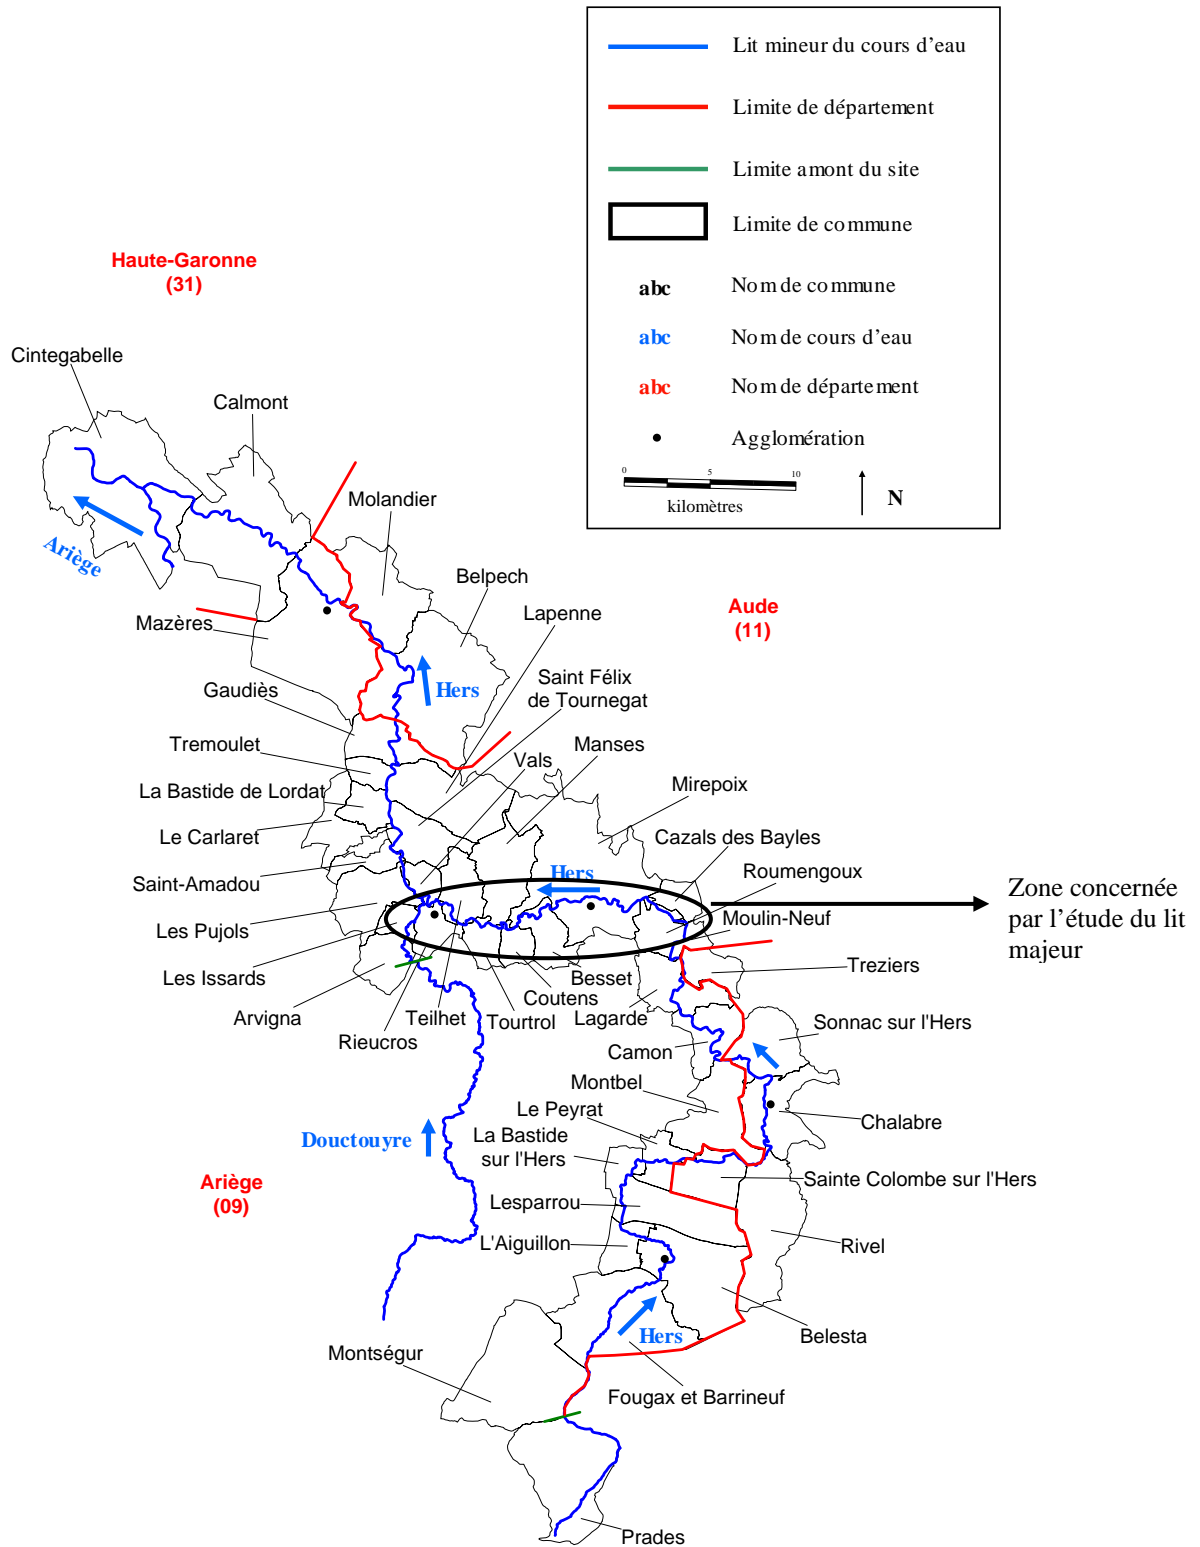 Lit mineur du cours d'eau
Limite de département
Limite amont du site
Limite de commune
abc Nom de commune
abc Nom de cours d'eau
abc Nom de département
Agglomération
0 5 10
kilomètres
N
Haute-Garonne
(31)
Cintegabelle
Calmont
Molandier
Ariège
Belpech
Aude
(11)
Lapenne
Mazères
Saint Félix
de Tournegat
Gaudiès
Hers
Tremoulet
Manses
Vals
Mirepoix
La Bastide de Lordat
Le Carlaret
Cazals des Bayles
Hers
Roumengoux
Saint-Amadou
Zone concernée
par l'étude du lit
majeur
Moulin-Neuf
Les Pujols
Treziers
Les Issards
Besset
Coutens
Arvigna
Teilhet
Tourtrol
Lagarde
Sonnac sur l'Hers
Rieucros
Camon
Montbel
Le Peyrat
Chalabre
Douctouyre
La Bastide
sur l'Hers
Ariège
(09)
Sainte Colombe sur l'Hers
Lesparrou
L'Aiguillon
Rivel
Hers
Belesta
Montségur
Fougax et Barrineuf
Prades